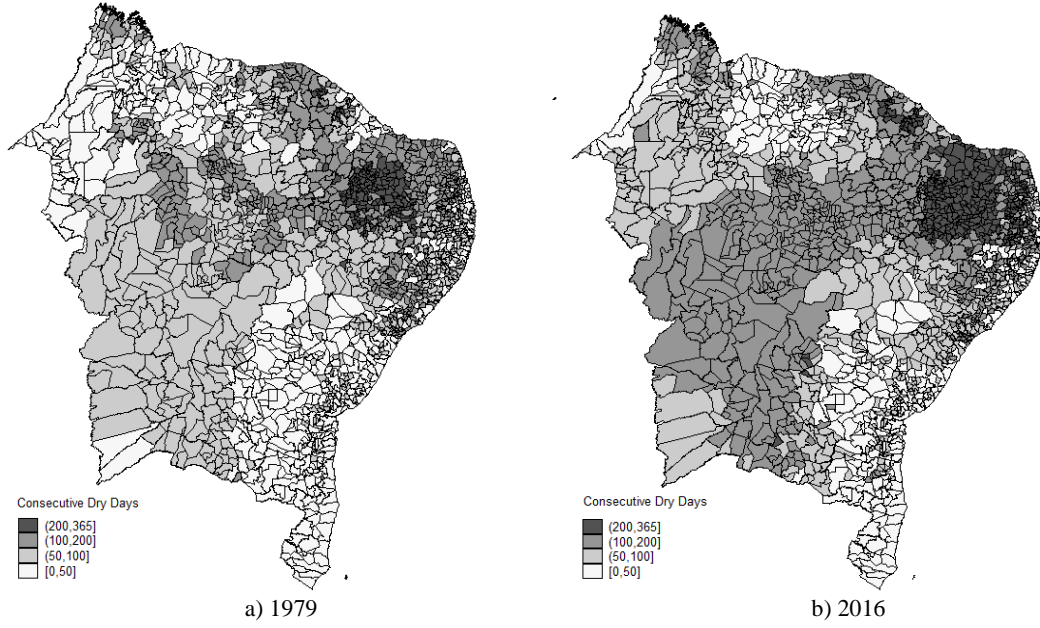 Consecutive Dry Days
(200,365]
(100,200]
(50,100]
[0,50]
a) 1979
Consecutive Dry Days
(200,365]
(100,200]
(50,100]
[0,50]
b) 2016